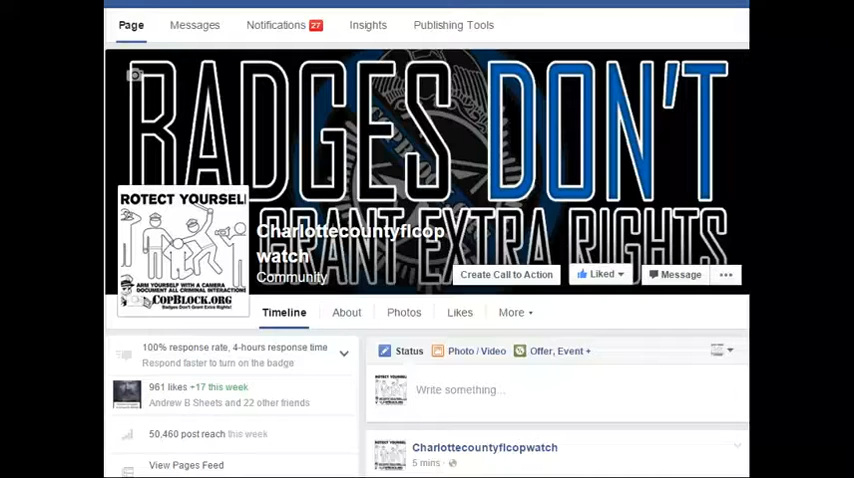 Page Messages Notifications 27 Insights Publishing Tools
BADGES DON'T
GRANT EXTRA RIGHTS
COPBLOCK
ROTECT YOURSEL
ARM YOURSELF WITH A CAMERA
DOCUMENT ALL CRIMINAL INTERACTIONS
COPBLOCK.ORG
Badges Don't Grant Extra Rights!
Charlottecountyflcop
watch
Community
Create Call to Action Liked Message
Timeline About Photos Likes More
100% response rate, 4-hours response time
Respond faster to turn on the badge
961 likes +17 this week
Andrew B Sheets and 22 other friends
50,460 post reach this week
View Pages Feed
Status Photo / Video Offer, Event +
Write something...
Charlottecountyflcopwatch
5 mins ·